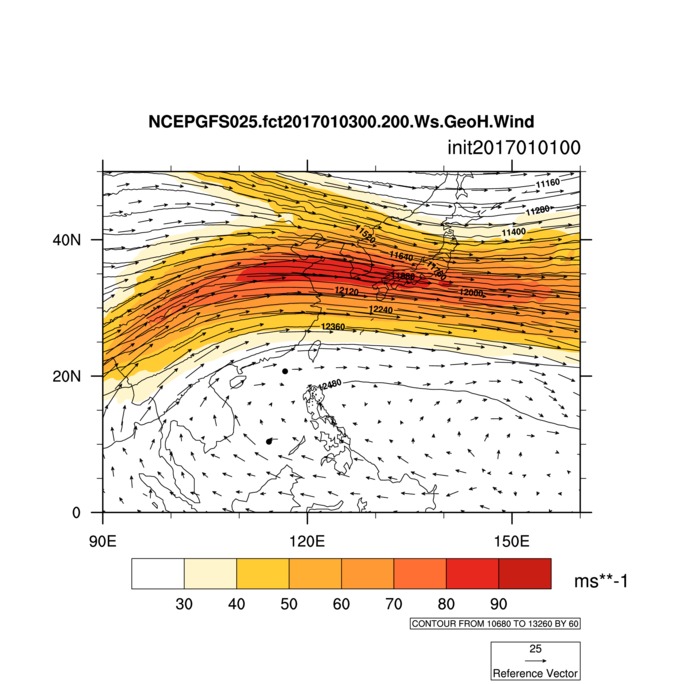 NCEPGFS025.fct2017010300.200.Ws.GeoH.Wind
init2017010100
11160
11280
11400
11520
11640
11760
11880
12000
12120
12240
12360
12480
40N
20N
0
90E 120E 150E
ms**-1
30 40 50 60 70 80 90
CONTOUR FROM 10680 TO 13260 BY 60
25
Reference Vector